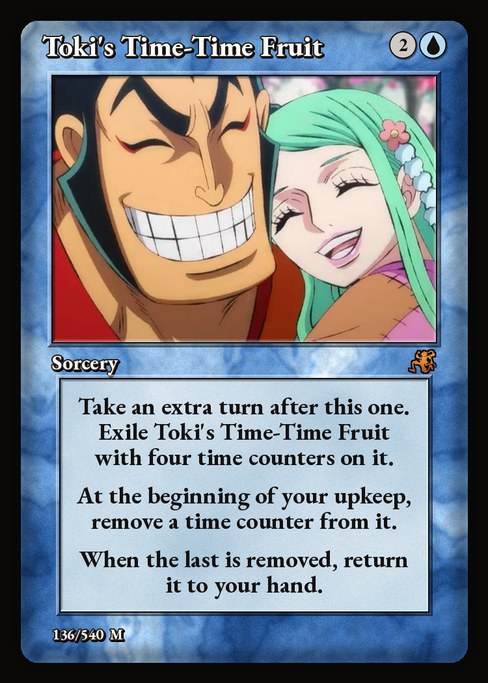 Toki's Time-Time Fruit 2
Sorcery
Take an extra turn after this one.
Exile Toki's Time-Time Fruit
with four time counters on it.
At the beginning of your upkeep,
remove a time counter from it.
When the last is removed, return
it to your hand.
136/540 M